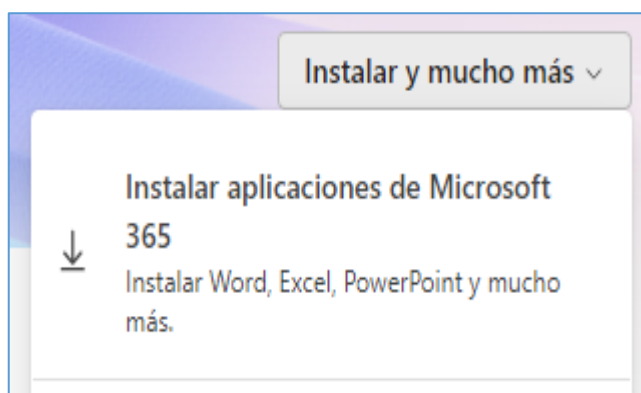 Instalar y mucho más
Instalar aplicaciones de Microsoft
365
Instalar Word, Excel, PowerPoint y mucho
más.